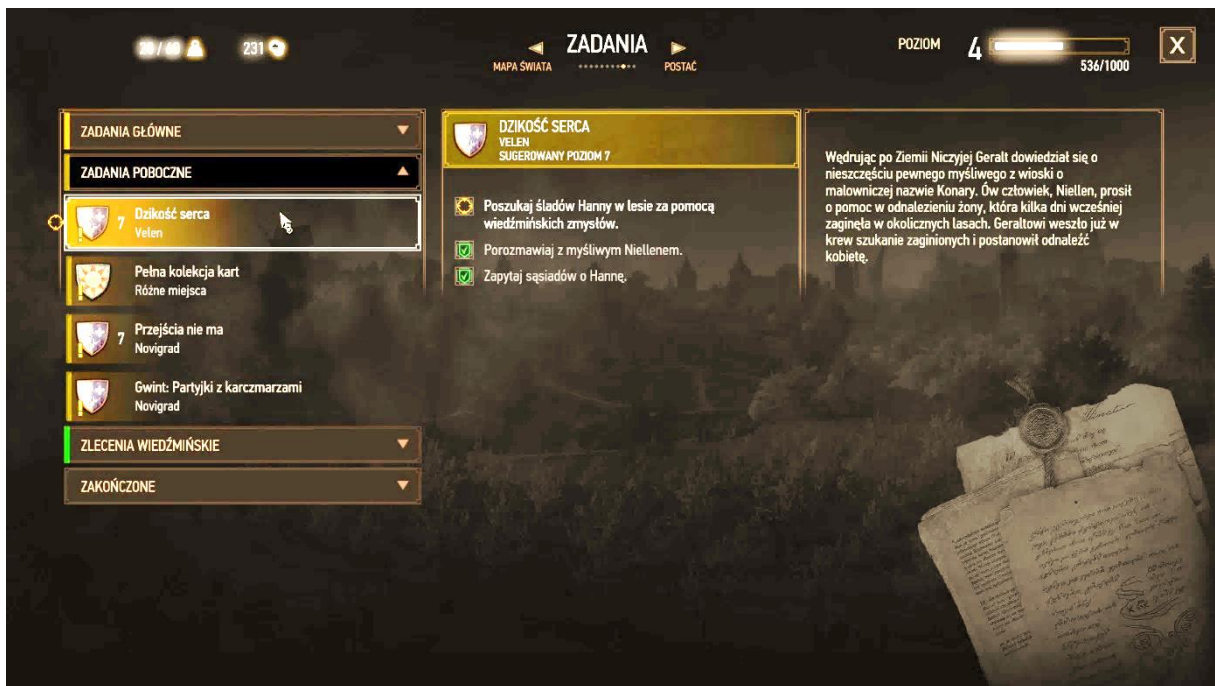 231
ZADANIA
MAPA ŚWIATA
POSTAĆ
POZIOM 4
536/1000
X
ZADANIA GŁÓWNE
ZADANIA POBOCZNE
7 Dzikość serca
Velen
Pełna kolekcja kart
Różne miejsca
7 Przejścia nie ma
Novigrad
Gwint: Partyjki z karczmarzami
Novigrad
ZLECENIA WIEDŹMIŃSKIE
ZAKOŃCZONE
DZIKOŚĆ SERCA
VELEN
SUGEROWANY POZIOM 7
Poszukaj śladów Hanny w lesie za pomocą
wiedźmińskich zmysłów.
Porozmawiaj z myśliwym Niellenem.
Zapytaj sąsiadów o Hannę.
Wędrując po Ziemii Niczyjej Geralt dowiedział się o
nieszczęściu pewnego myśliwego z wioski o
malowniczej nazwie Konary. Ów człowiek, Niellen, prosił
o pomoc w odnalezieniu żony, która kilka dni wcześniej
zaginęła w okolicznych lasach. Geraltowi weszło już w
krew szukanie zaginionych i postanowił odnaleźć
kobietę.